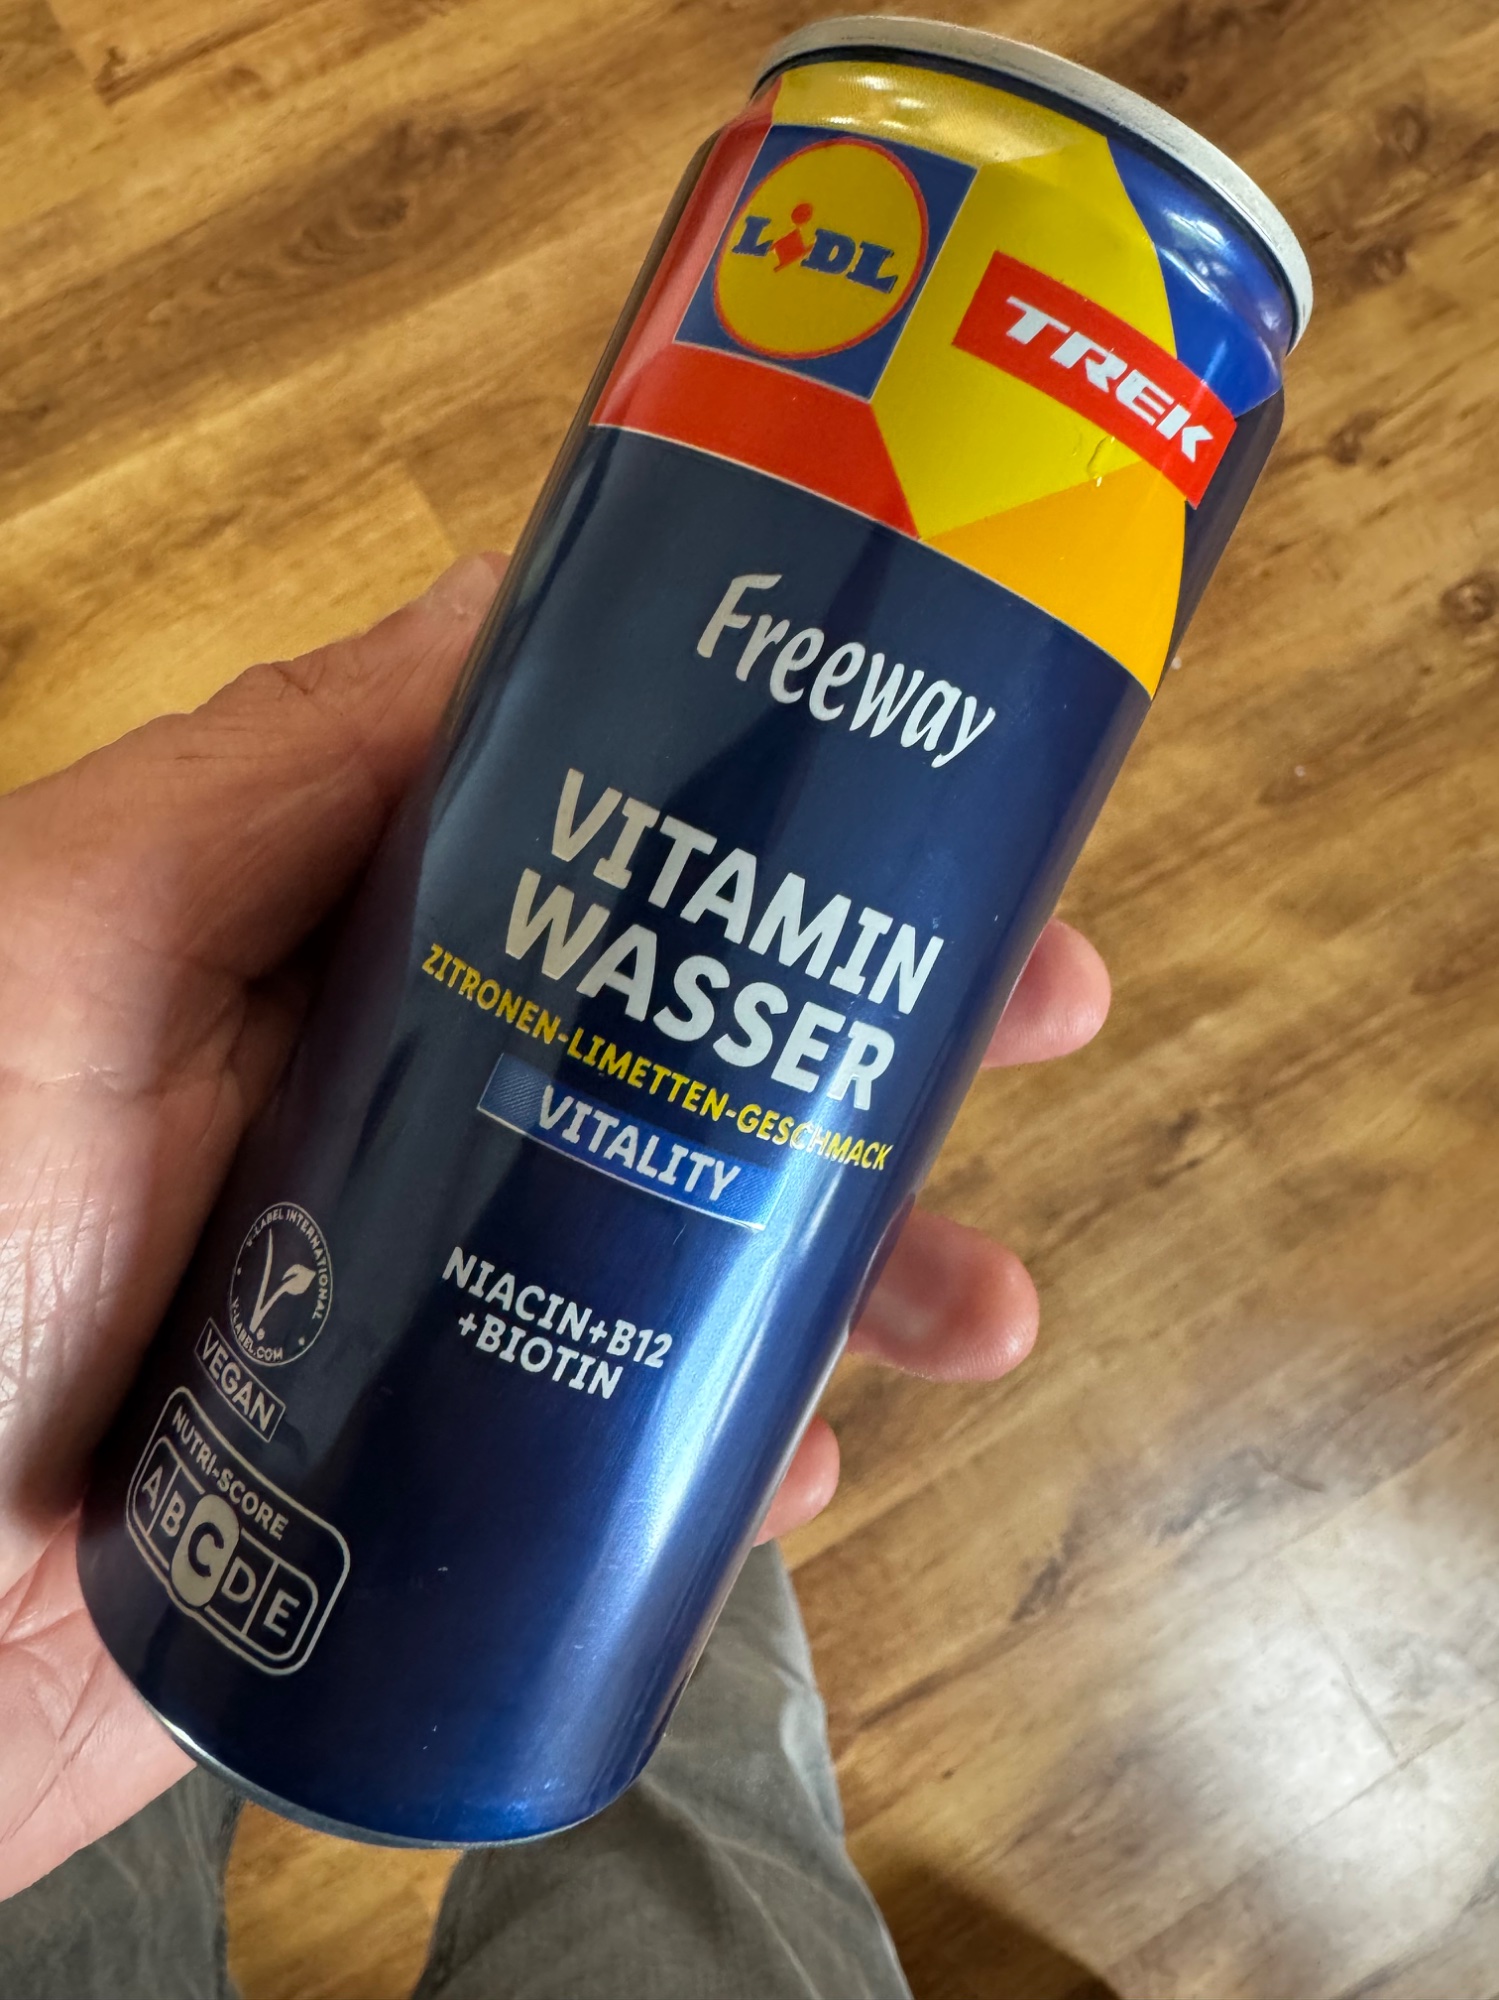 LIDL
TREK
Freeway
VITAMIN
WASSER
ZITRONEN-LIMETTEN-GESCHMACK
VITALITY
NIACIN+B12
+BIOTIN
V-LABEL INTERNATIONAL
V-LABEL.COM
VEGAN
NUTRI-SCORE
A B C D E